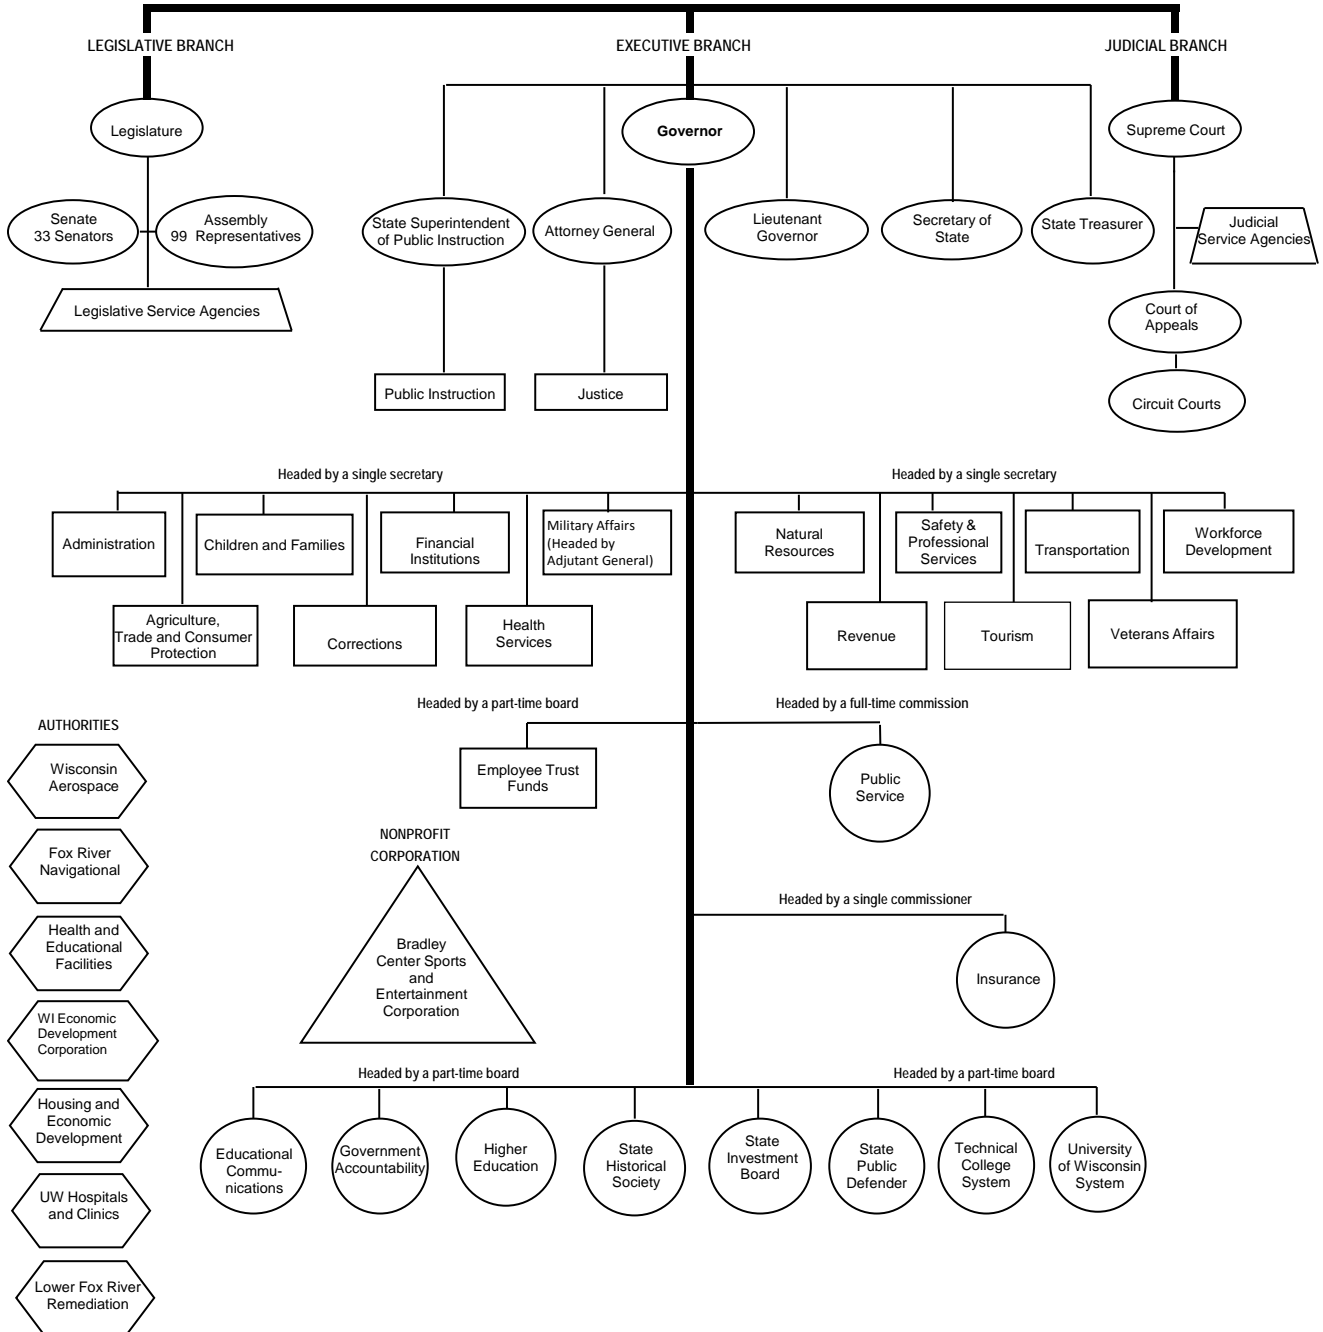 LEGISLATIVE BRANCH
EXECUTIVE BRANCH
JUDICIAL BRANCH
Legislature
Governor
Supreme Court
Senate
33 Senators
Assembly
99 Representatives
State Superintendent
of Public Instruction
Attorney General
Lieutenant
Governor
Secretary of
State
State Treasurer
Judicial
Service Agencies
Legislative Service Agencies
Court of
Appeals
Public Instruction
Justice
Circuit Courts
Headed by a single secretary
Headed by a single secretary
Administration
Children and Families
Financial
Institutions
Military Affairs
(Headed by
Adjutant General)
Natural
Resources
Safety &
Professional
Services
Transportation
Workforce
Development
Agriculture,
Trade and Consumer
Protection
Corrections
Health
Services
Revenue
Tourism
Veterans Affairs
Headed by a part-time board
Headed by a full-time commission
Employee Trust
Funds
Public
Service
AUTHORITIES
Wisconsin
Aerospace
Fox River
Navigational
Health and
Educational
Facilities
WI Economic
Development
Corporation
Housing and
Economic
Development
UW Hospitals
and Clinics
Lower Fox River
Remediation
NONPROFIT
CORPORATION
Bradley
Center Sports
and
Entertainment
Corporation
Headed by a single commissioner
Insurance
Headed by a part-time board
Headed by a part-time board
Educational
Commu-
nications
Government
Accountability
Higher
Education
State
Historical
Society
State
Investment
Board
State
Public
Defender
Technical
College
System
University
of Wisconsin
System